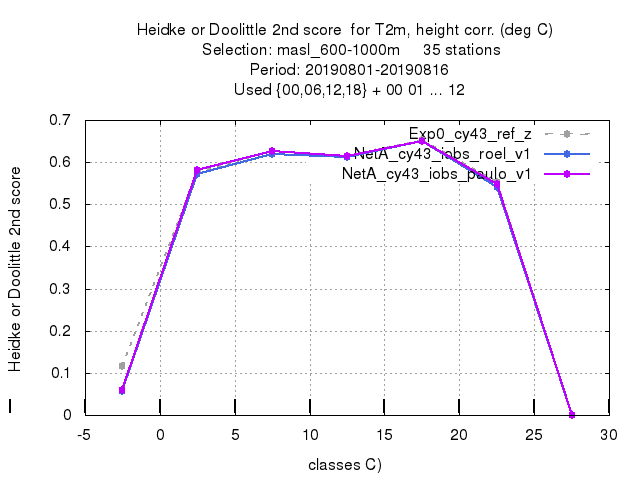 Heidke or Doolittle 2nd score  for T2m, height corr. (deg C)
Selection: masl_600-1000m     35 stations
Period: 20190801-20190816
Used {00,06,12,18} + 00 01 ... 12
Exp0_cy43_ref_z
NetA_cy43_iobs_roel_v1
NetA_cy43_iobs_paulo_v1
Heidke or Doolittle 2nd score
0.7
0.6
0.5
0.4
0.3
0.2
0.1
0
-5 0 5 10 15 20 25 30
classes C)